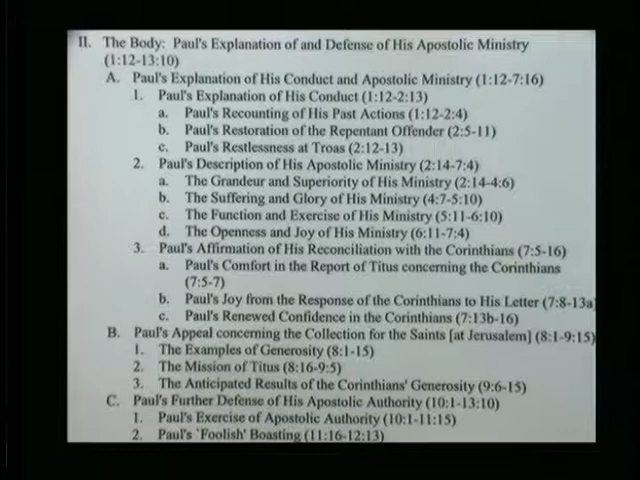 II. The Body: Paul's Explanation of and Defense of His Apostolic Ministry
(1:12-13:10)
A. Paul's Explanation of His Conduct and Apostolic Ministry (1:12-7:16)
1. Paul's Explanation of His Conduct (1:12-2:13)
a. Paul's Recounting of His Past Actions (1:12-2:4)
b. Paul's Restoration of the Repentant Offender (2:5-11)
c. Paul's Restlessness at Troas (2:12-13)
2. Paul's Description of His Apostolic Ministry (2:14-7:4)
a. The Grandeur and Superiority of His Ministry (2:14-4:6)
b. The Suffering and Glory of His Ministry (4:7-5:10)
c. The Function and Exercise of His Ministry (5:11-6:10)
d. The Openness and Joy of His Ministry (6:11-7:4)
3. Paul's Affirmation of His Reconciliation with the Corinthians (7:5-16)
a. Paul's Comfort in the Report of Titus concerning the Corinthians
(7:5-7)
b. Paul's Joy from the Response of the Corinthians to His Letter (7:8-13a
c. Paul's Renewed Confidence in the Corinthians (7:13b-16)
B. Paul's Appeal concerning the Collection for the Saints [at Jerusalem] (8:1-9:15)
1. The Examples of Generosity (8:1-15)
2. The Mission of Titus (8:16-9:5)
3. The Anticipated Results of the Corinthians' Generosity (9:6-15)
C. Paul's Further Defense of His Apostolic Authority (10:1-13:10)
1. Paul's Exercise of Apostolic Authority (10:1-11:15)
2. Paul's `Foolish' Boasting (11:16-12:13)